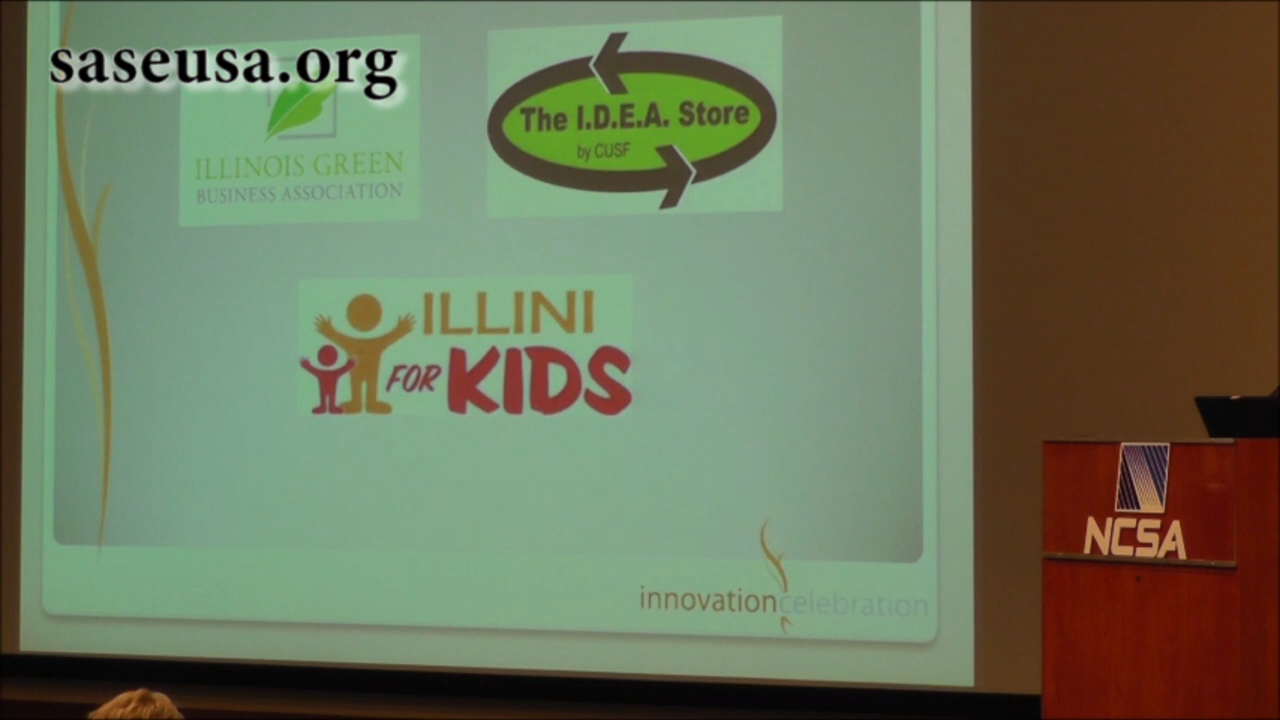 saseusa.org
ILLINOIS GREEN
BUSINESS ASSOCIATION
The I.D.E.A. Store
by CUSF
ILLINI
FOR KIDS
innovationcelebration
NCSA